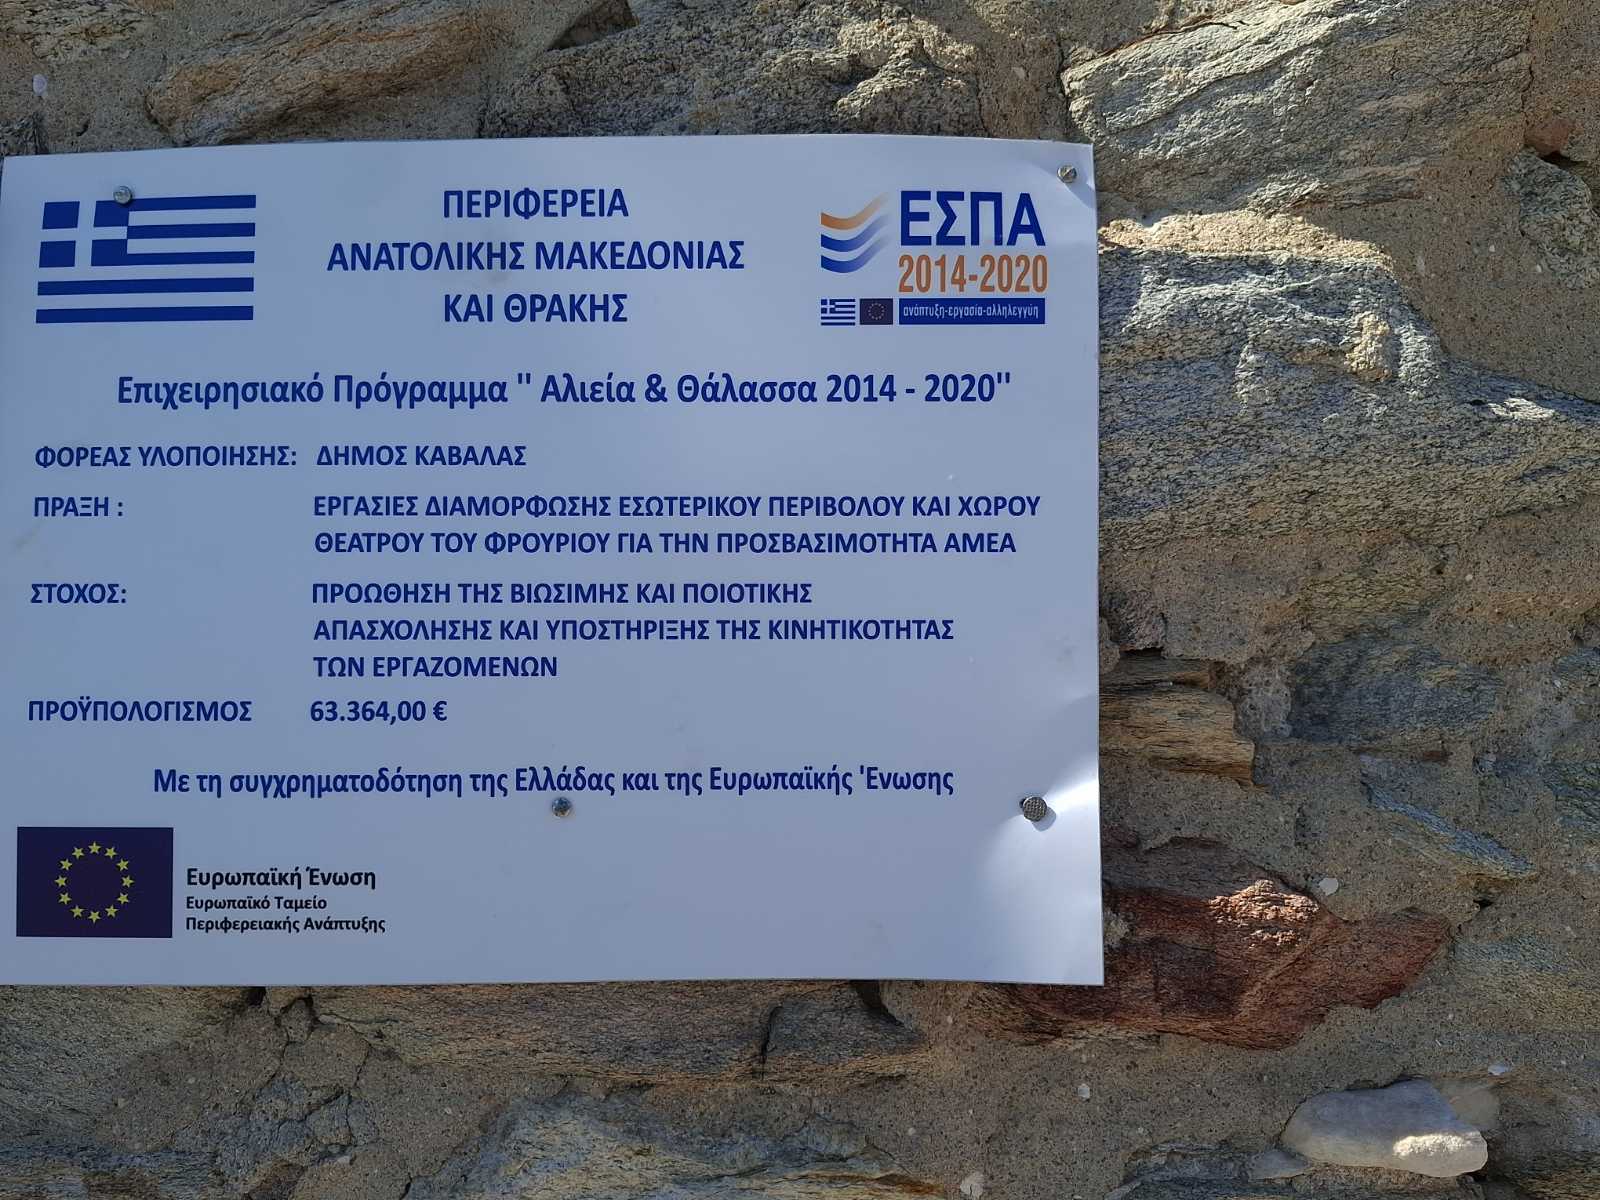 ΠΕΡΙΦΕΡΕΙΑ
ΑΝΑΤΟΛΙΚΗΣ ΜΑΚΕΔΟΝΙΑΣ
ΚΑΙ ΘΡΑΚΗΣ
ΕΣΠΑ
2014-2020
ανάπτυξη-εργασία-αλληλεγγύη
Επιχειρησιακό Πρόγραμμα " Αλιεία & Θάλασσα 2014 - 2020"
ΦΟΡΕΑΣ ΥΛΟΠΟΙΗΣΗΣ: ΔΗΜΟΣ ΚΑΒΑΛΑΣ
ΠΡΑΞΗ : ΕΡΓΑΣΙΕΣ ΔΙΑΜΟΡΦΩΣΗΣ ΕΣΩΤΕΡΙΚΟΥ ΠΕΡΙΒΟΛΟΥ ΚΑΙ ΧΩΡΟΥ
ΘΕΑΤΡΟΥ ΤΟΥ ΦΡΟΥΡΙΟΥ ΓΙΑ ΤΗΝ ΠΡΟΣΒΑΣΙΜΟΤΗΤΑ ΑΜΕΑ
ΣΤΟΧΟΣ: ΠΡΟΩΘΗΣΗ ΤΗΣ ΒΙΩΣΙΜΗΣ ΚΑΙ ΠΟΙΟΤΙΚΗΣ
ΑΠΑΣΧΟΛΗΣΗΣ ΚΑΙ ΥΠΟΣΤΗΡΙΞΗΣ ΤΗΣ ΚΙΝΗΤΙΚΟΤΗΤΑΣ
ΤΩΝ ΕΡΓΑΖΟΜΕΝΩΝ
ΠΡΟΫΠΟΛΟΓΙΣΜΟΣ 63.364,00 €
Με τη συγχρηματοδότηση της Ελλάδας και της Ευρωπαϊκής 'Ενωσης
Ευρωπαϊκή Ένωση
Ευρωπαϊκό Ταμείο
Περιφερειακής Ανάπτυξης